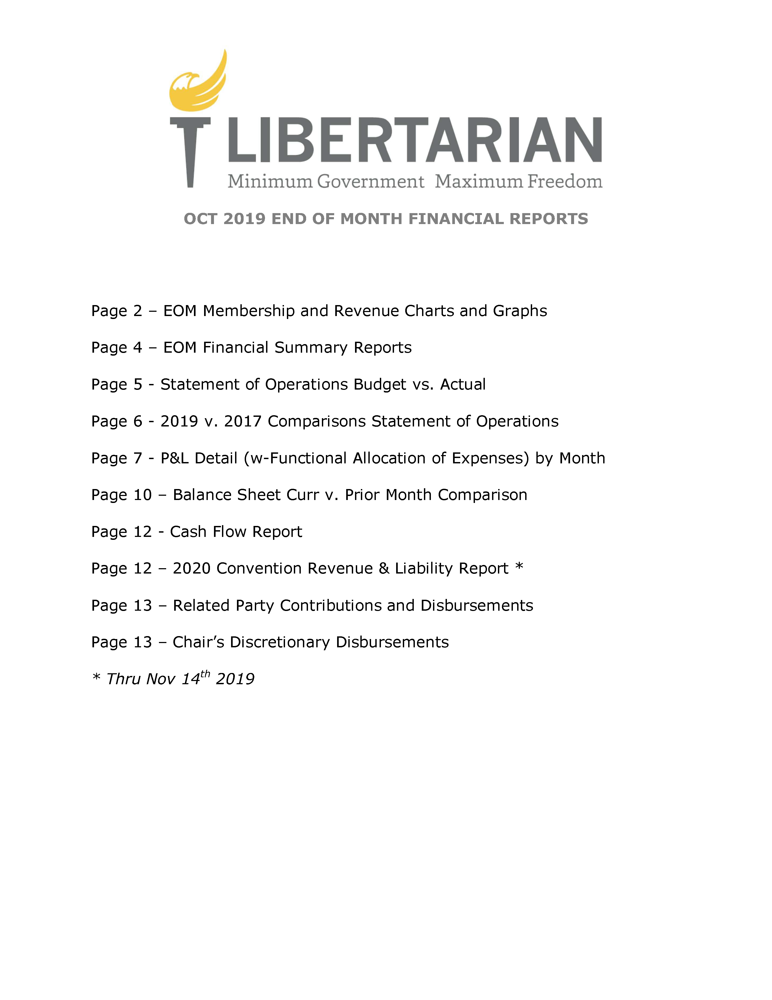 LIBERTARIAN
Minimum Government Maximum Freedom
OCT 2019 END OF MONTH FINANCIAL REPORTS
Page 2 – EOM Membership and Revenue Charts and Graphs
Page 4 – EOM Financial Summary Reports
Page 5 - Statement of Operations Budget vs. Actual
Page 6 - 2019 v. 2017 Comparisons Statement of Operations
Page 7 - P&L Detail (w-Functional Allocation of Expenses) by Month
Page 10 – Balance Sheet Curr v. Prior Month Comparison
Page 12 - Cash Flow Report
Page 12 – 2020 Convention Revenue & Liability Report *
Page 13 – Related Party Contributions and Disbursements
Page 13 – Chair’s Discretionary Disbursements
* Thru Nov 14th 2019